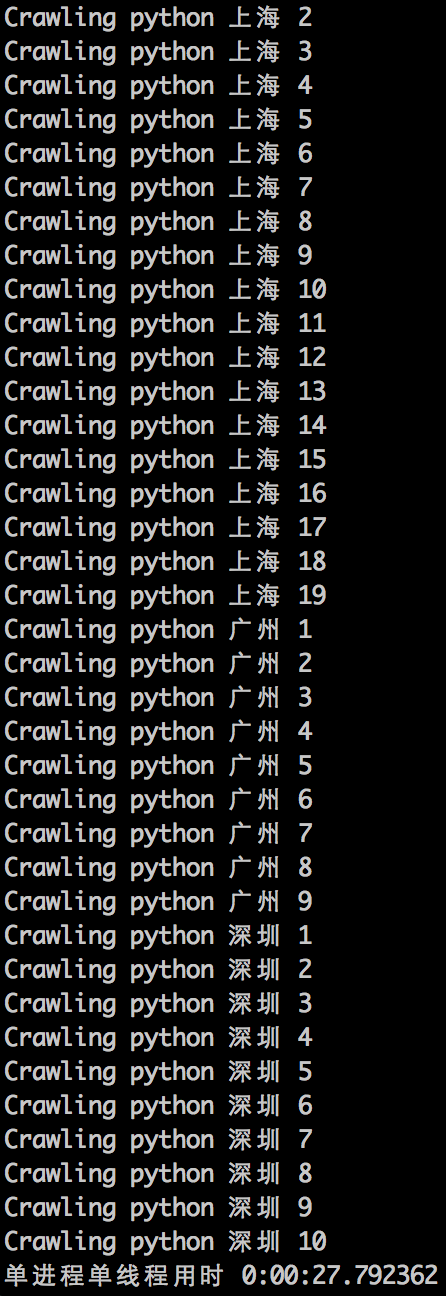 Crawling python 上海 2
Crawling python 上海 3
Crawling python 上海 4
Crawling python 上海 5
Crawling python 上海 6
Crawling python 上海 7
Crawling python 上海 8
Crawling python 上海 9
Crawling python 上海 10
Crawling python 上海 11
Crawling python 上海 12
Crawling python 上海 13
Crawling python 上海 14
Crawling python 上海 15
Crawling python 上海 16
Crawling python 上海 17
Crawling python 上海 18
Crawling python 上海 19
Crawling python 广州 1
Crawling python 广州 2
Crawling python 广州 3
Crawling python 广州 4
Crawling python 广州 5
Crawling python 广州 6
Crawling python 广州 7
Crawling python 广州 8
Crawling python 广州 9
Crawling python 深圳 1
Crawling python 深圳 2
Crawling python 深圳 3
Crawling python 深圳 4
Crawling python 深圳 5
Crawling python 深圳 6
Crawling python 深圳 7
Crawling python 深圳 8
Crawling python 深圳 9
Crawling python 深圳 10
单进程单线程用时 0:00:27.792362